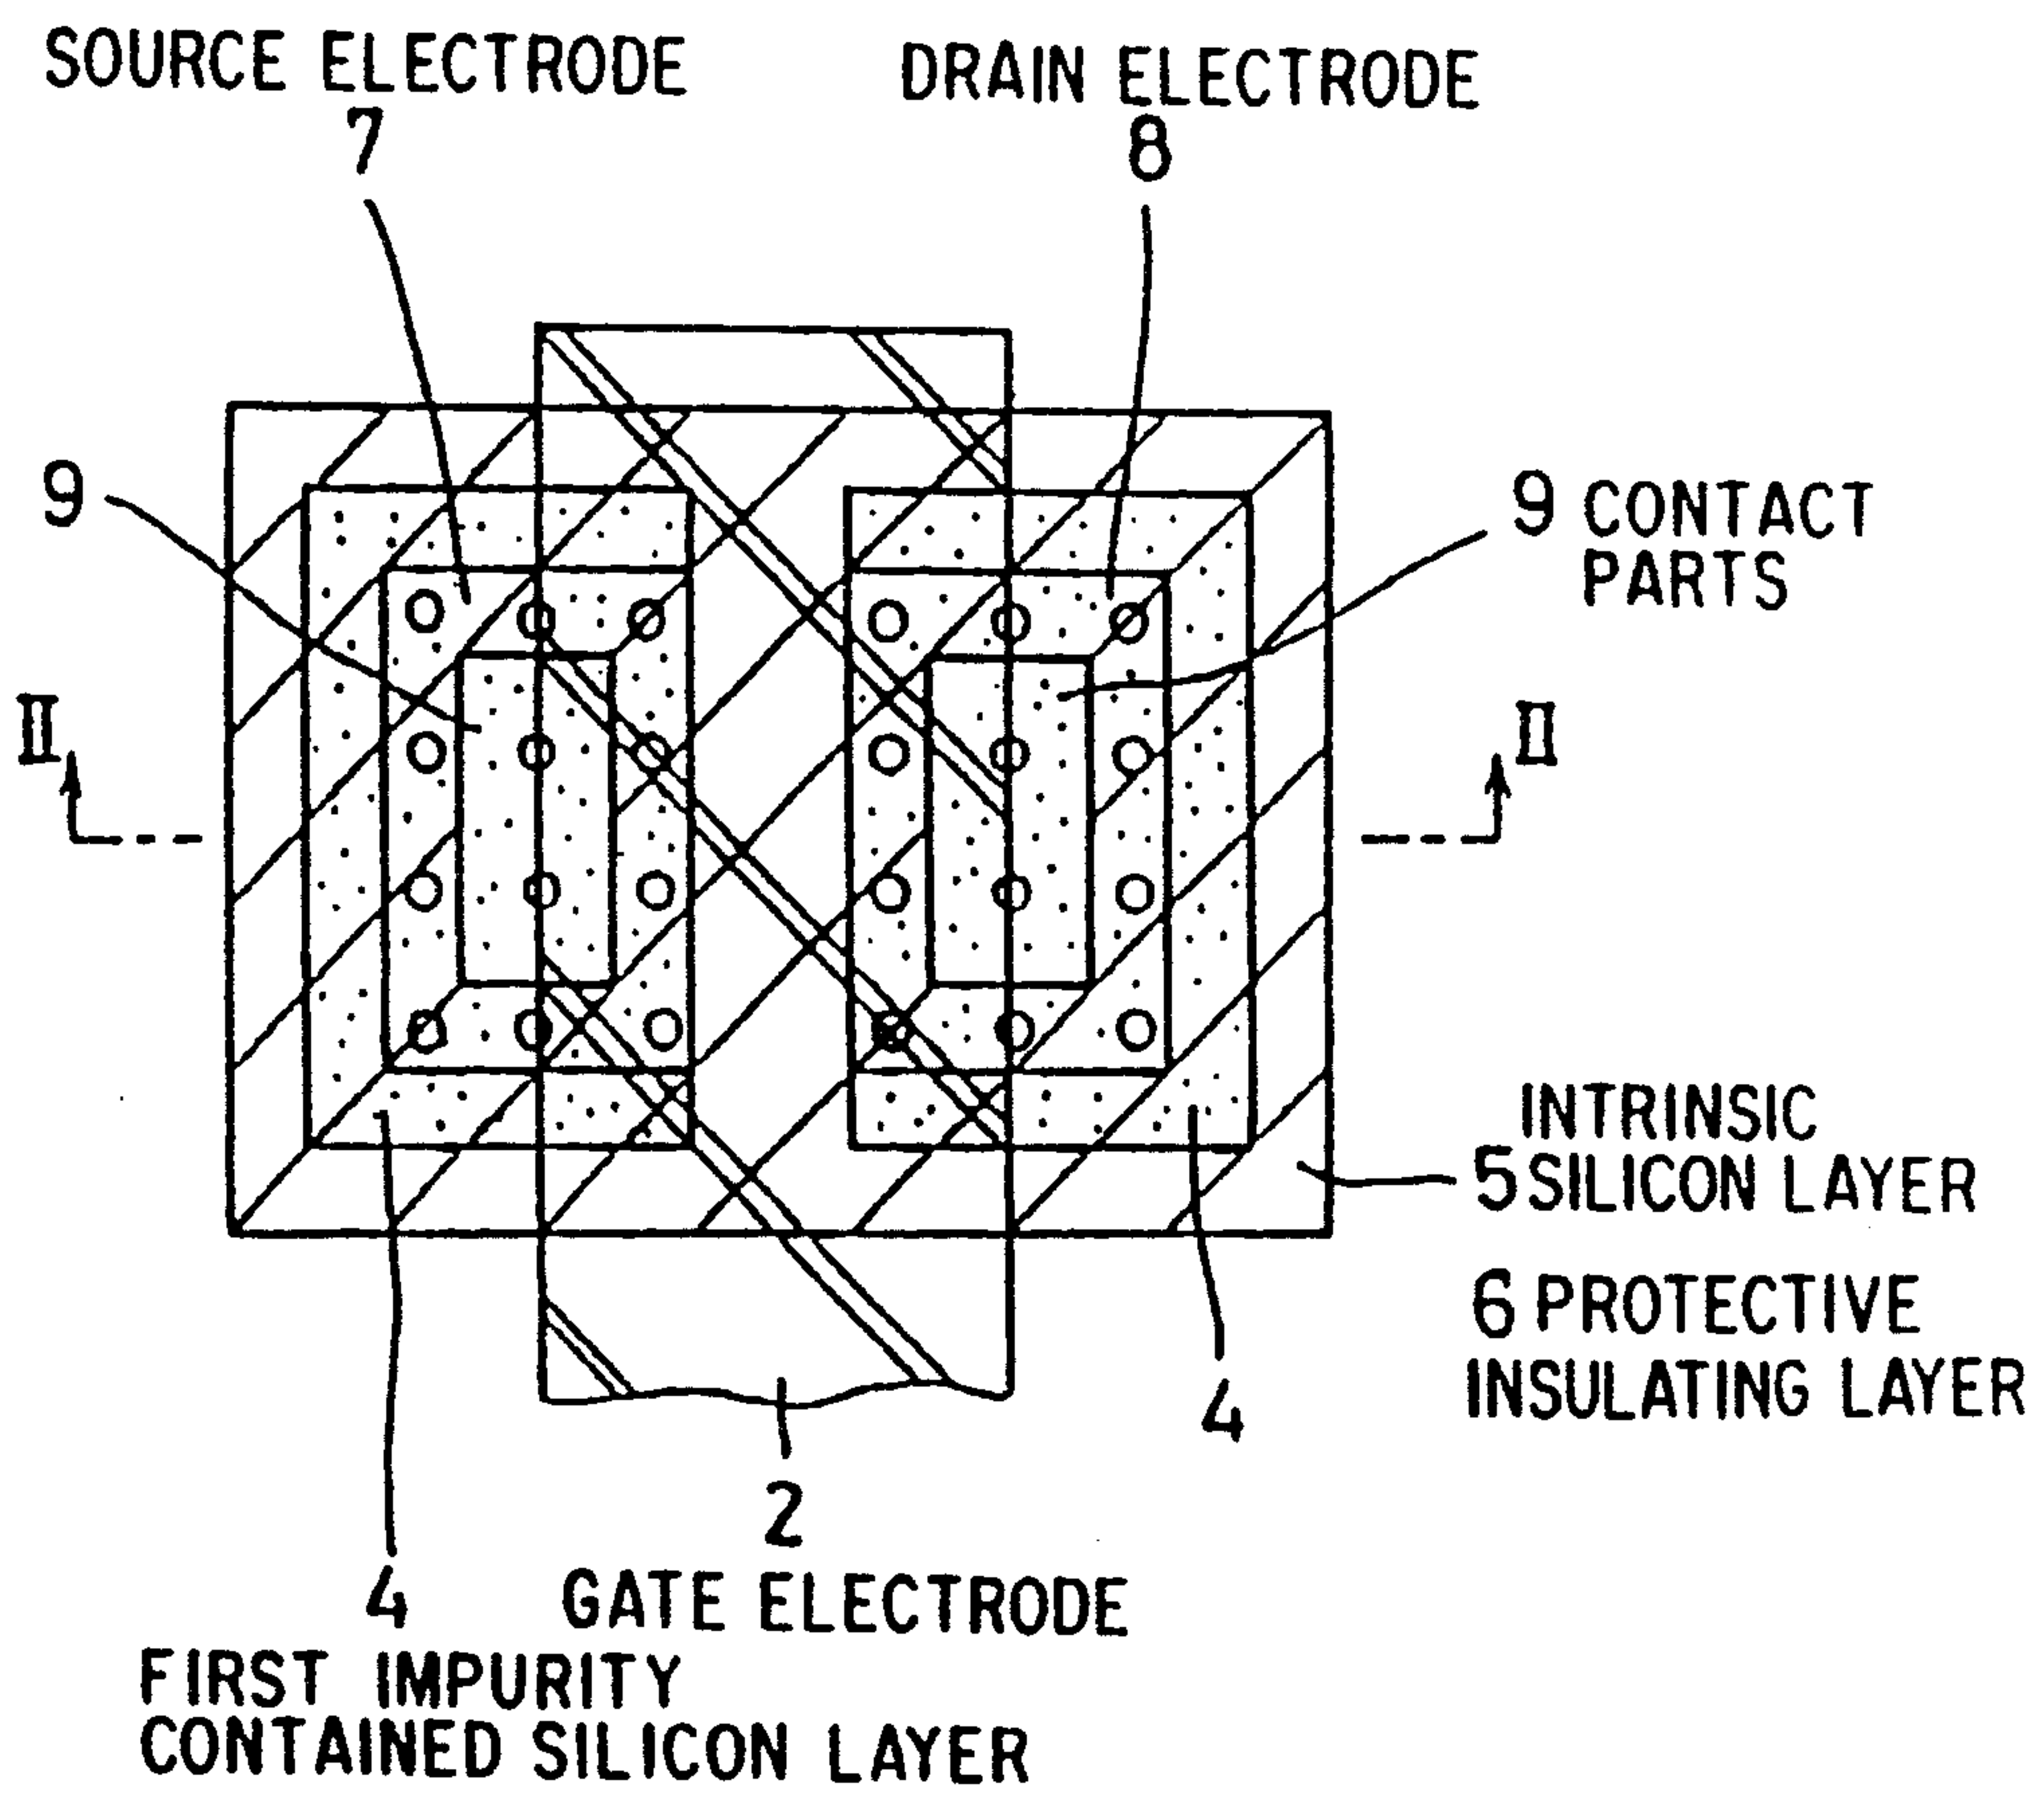 SOURCE ELECTRODE
7
DRAIN ELECTRODE
8
9
9 CONTACT
PARTS
II
II
INTRINSIC
5 SILICON LAYER
6 PROTECTIVE
INSULATING LAYER
4
2
GATE ELECTRODE
4
FIRST IMPURITY
CONTAINED SILICON LAYER